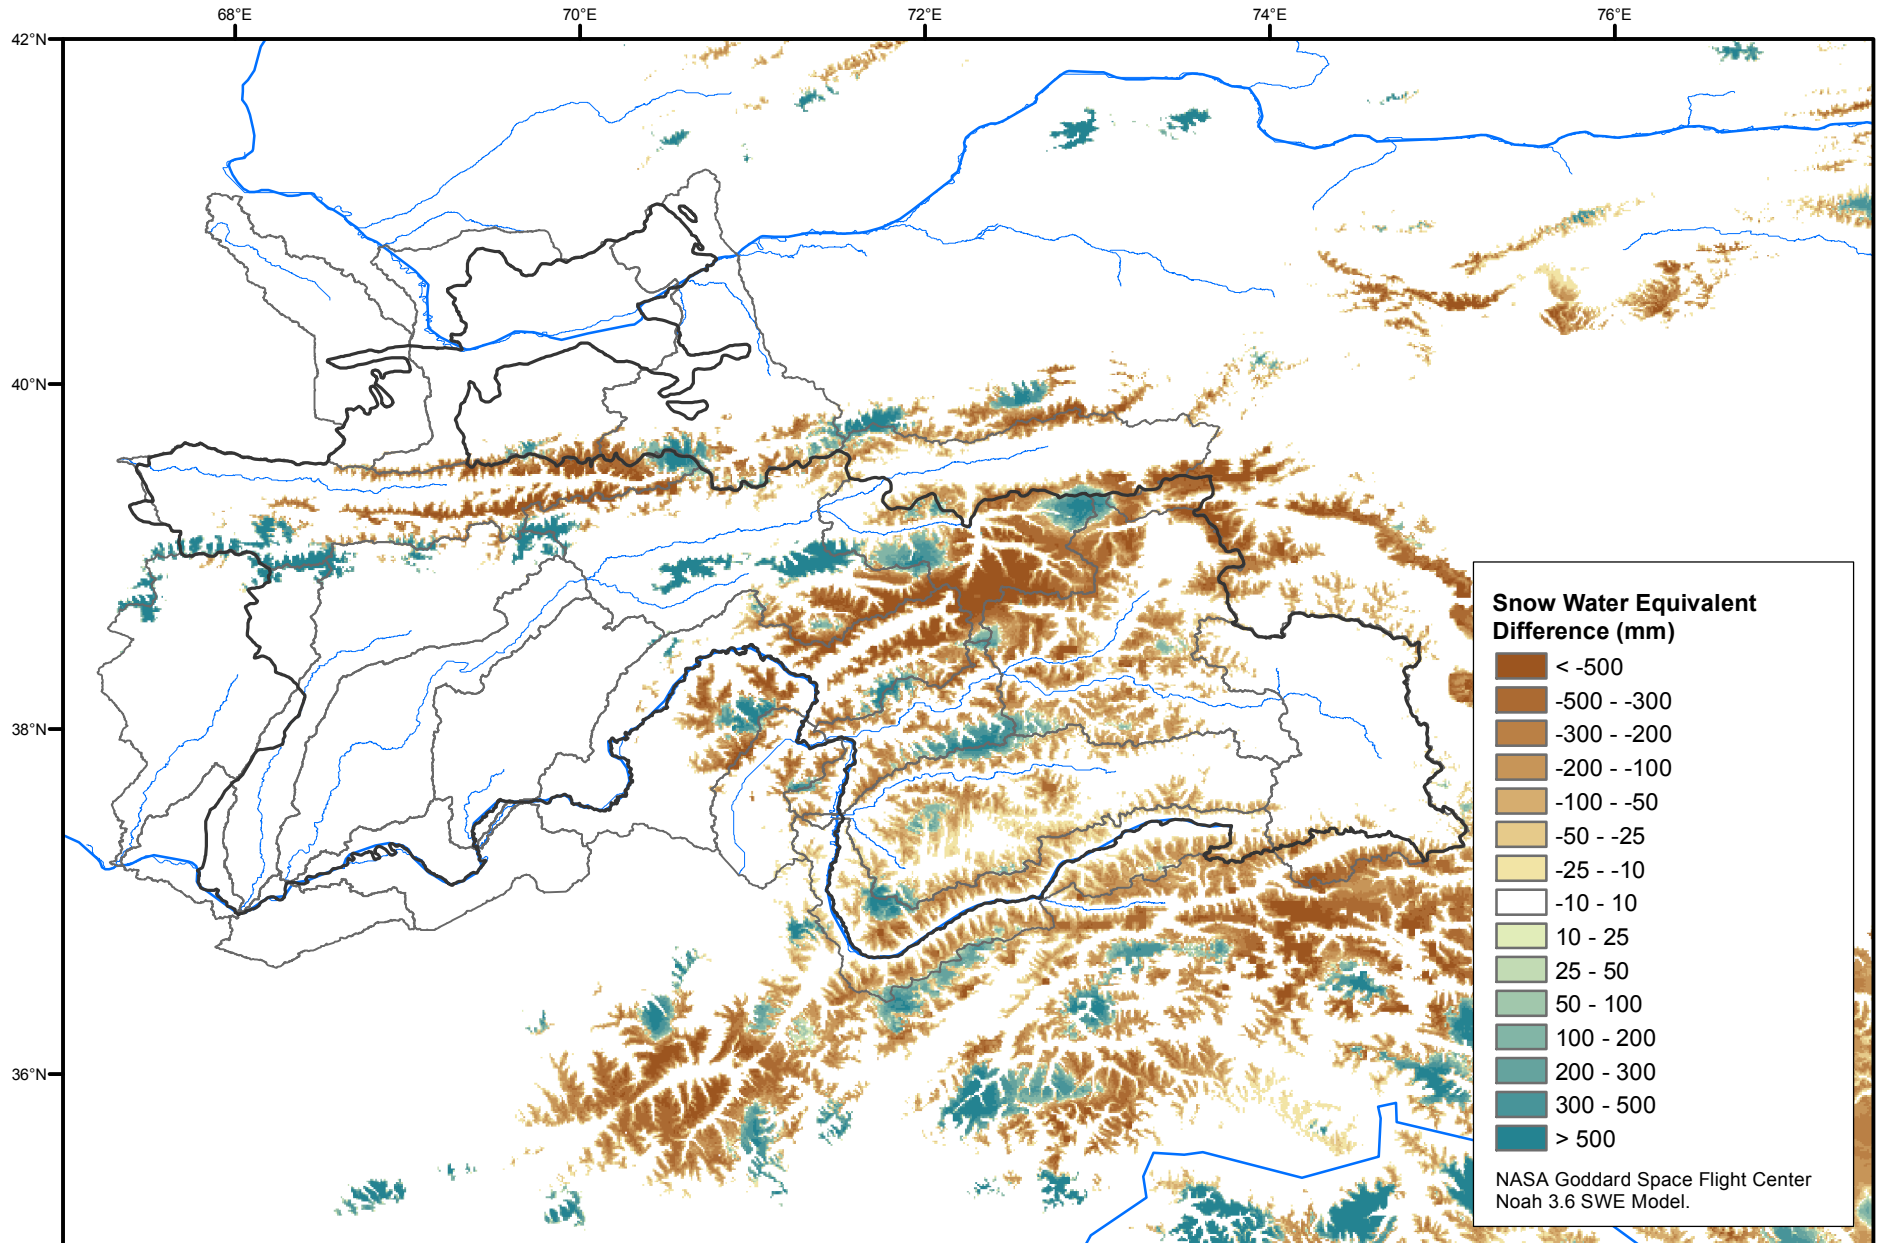 68°E 70°E 72°E 74°E 76°E
42°N
40°N
38°N
36°N
Snow Water Equivalent
Difference (mm)
< -500
-500 - -300
-300 - -200
-200 - -100
-100 - -50
-50 - -25
-25 - -10
-10 - 10
10 - 25
25 - 50
50 - 100
100 - 200
200 - 300
300 - 500
> 500
NASA Goddard Space Flight Center
Noah 3.6 SWE Model.